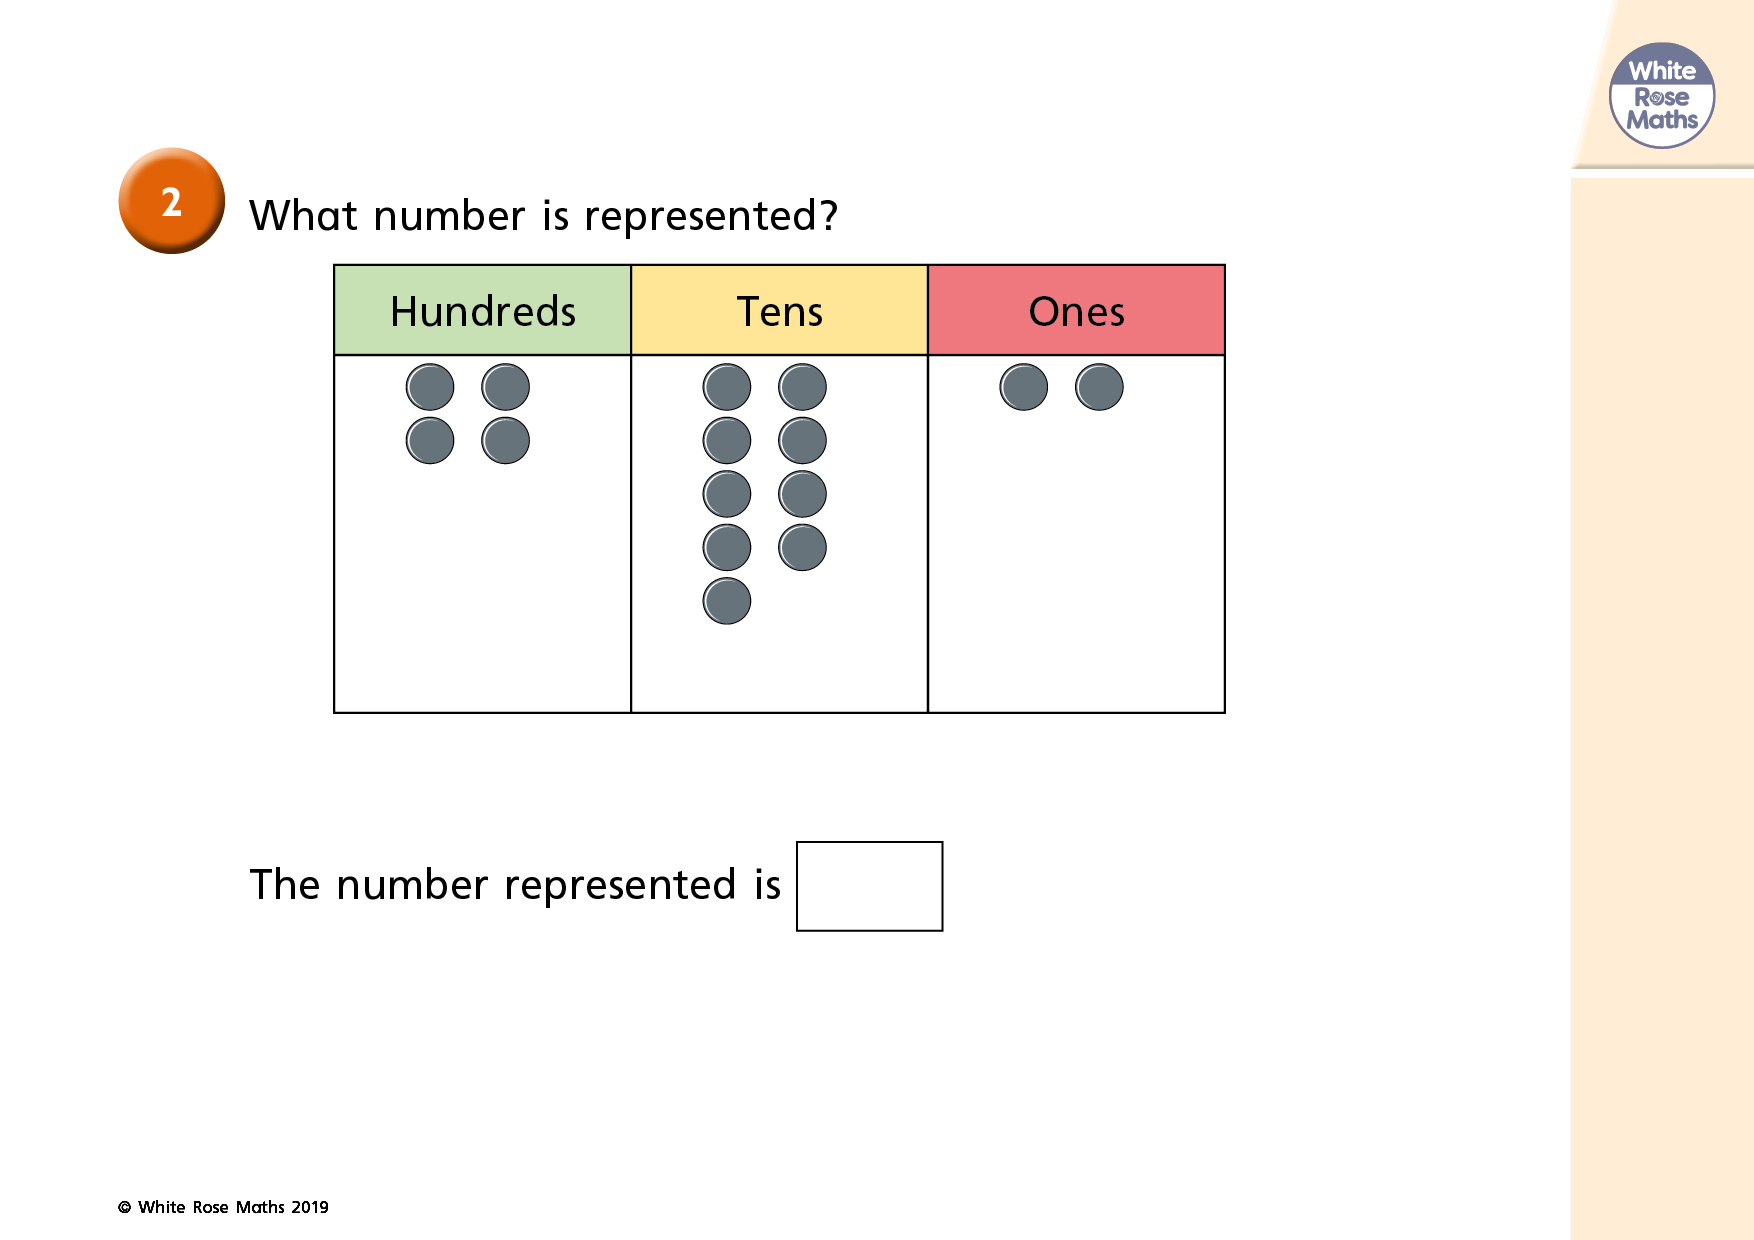 White
Rose
Maths
2
What number is represented?
Hundreds Tens Ones
The number represented is
© White Rose Maths 2019